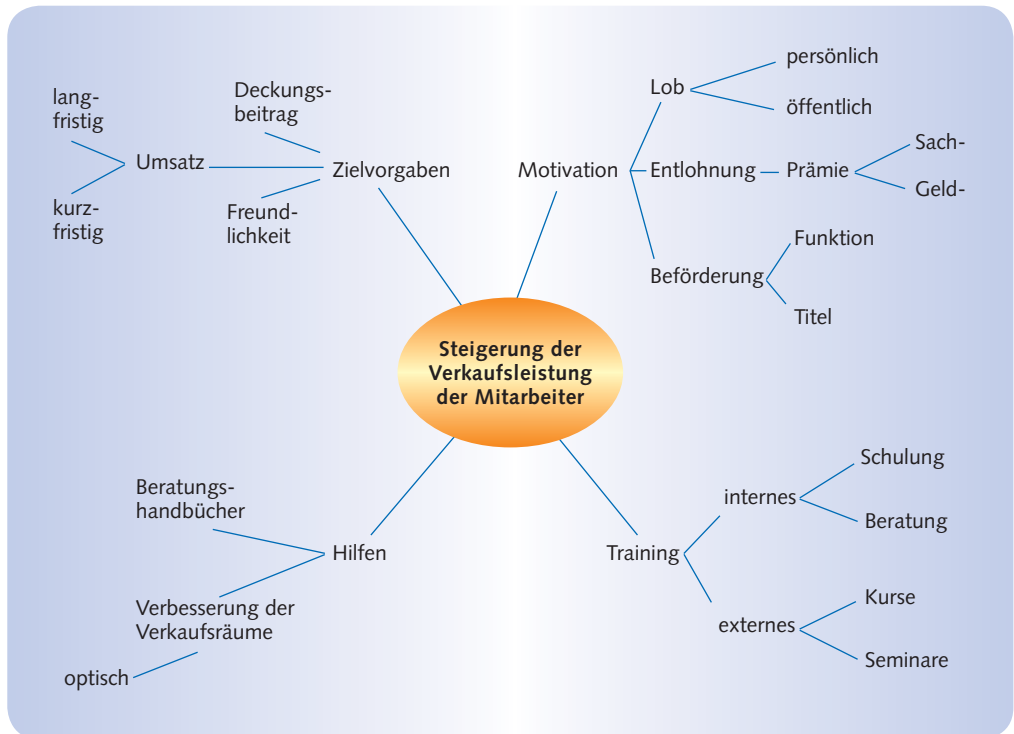 lang-
fristig
Deckungs-
beitrag
Umsatz
Zielvorgaben
kurz-
fristig
Freund-
lichkeit
Motivation
Lob
persönlich
öffentlich
Entlohnung
Prämie
Sach-
Geld-
Beförderung
Funktion
Titel
Steigerung der
Verkaufsleistung
der Mitarbeiter
Beratungs-
handbücher
Hilfen
Verbesserung der
Verkaufsräume
optisch
Training
internes
Schulung
Beratung
externes
Kurse
Seminare